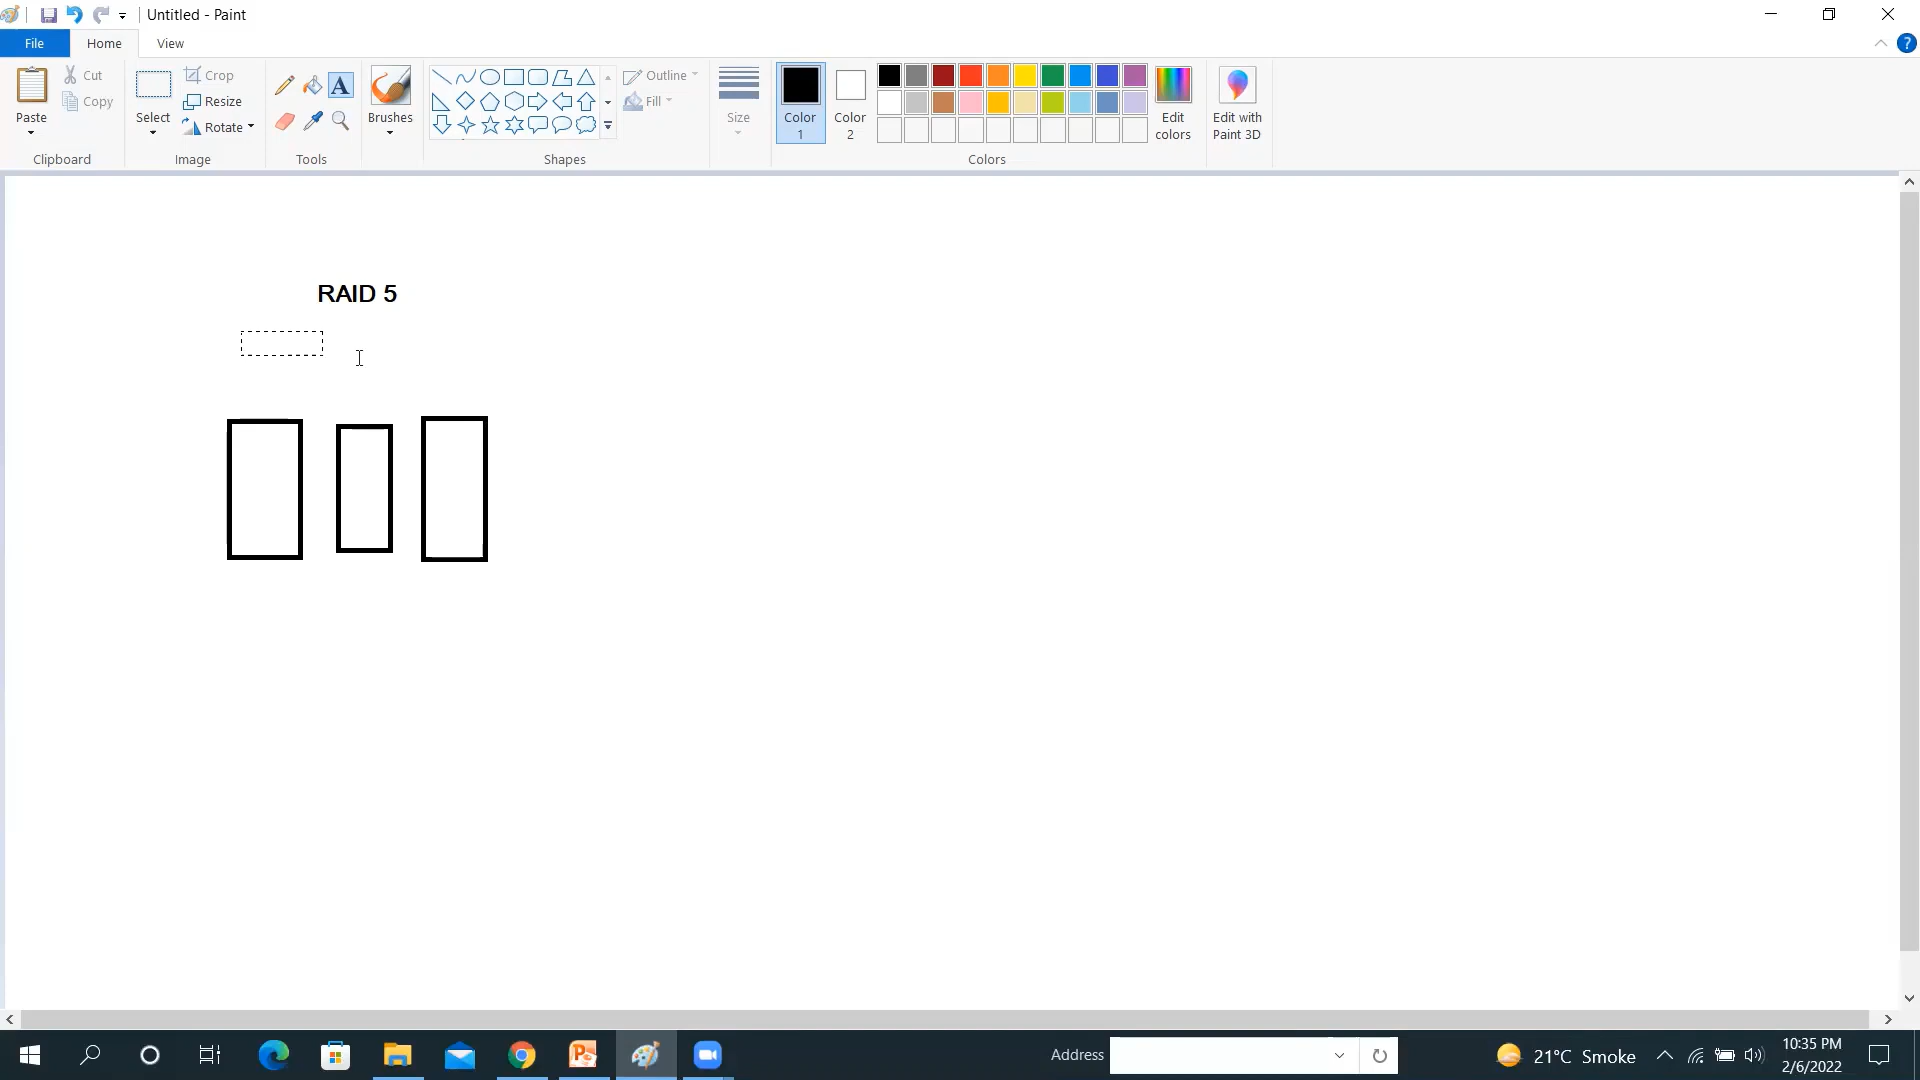 Untitled - Paint
File
Home
View
Paste
Cut
Copy
Clipboard
Select
Crop
Resize
Rotate
Image
A
Tools
Brushes
Shapes
Outline
Fill
Size
Color 1
Color 2
Colors
Edit colors
Edit with Paint 3D
?
RAID 5
Address
21°C Smoke
10:35 PM
2/6/2022